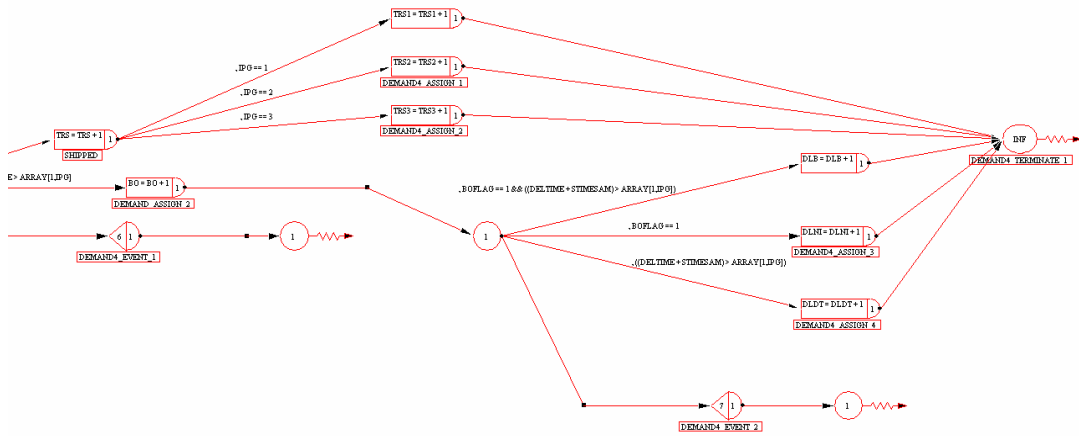 TRS1 = TRS1 + 1
1
,IPG == 1
TRS2 = TRS2 + 1
1
DEMAND4_ASSIGN_1
,IPG == 2
TRS3 = TRS3 + 1
1
DEMAND4_ASSIGN_2
,IPG == 3
TRS = TRS + 1
1
SHIPPED
INF
DEMAND4_TERMINATE_1
DLB = DLB + 1
1
E > ARRAY[1,IPG]
BO = BO + 1
1
DEMAND_ASSIGN_2
,BOFLAG == 1 && ((DELTIME + STIMESAM) > ARRAY[1,IPG])
6
1
DEMAND4_EVENT_1
1
1
,BOFLAG == 1
DLNI = DLNI + 1
1
DEMAND4_ASSIGN_3
,((DELTIME + STIMESAM) > ARRAY[1,IPG])
DLDT = DLDT + 1
1
DEMAND4_ASSIGN_4
7
1
DEMAND4_EVENT_2
1